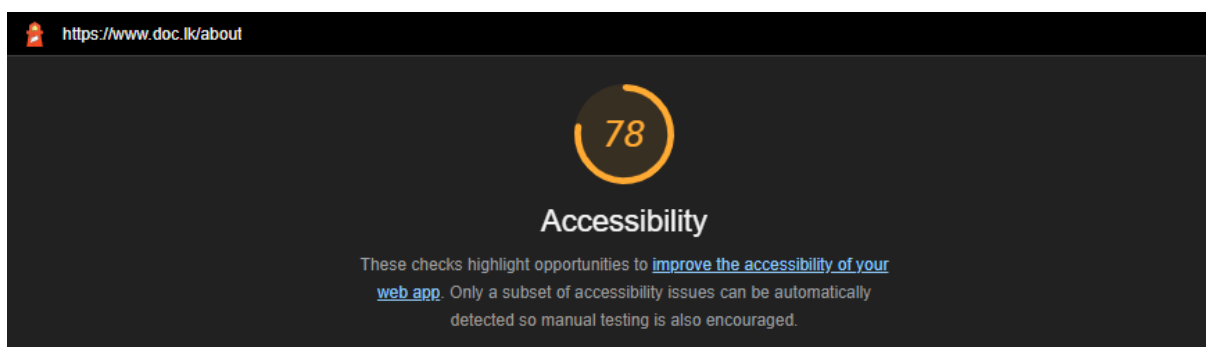 https://www.doc.lk/about
78
Accessibility
These checks highlight opportunities to improve the accessibility of your
web app. Only a subset of accessibility issues can be automatically
detected so manual testing is also encouraged.